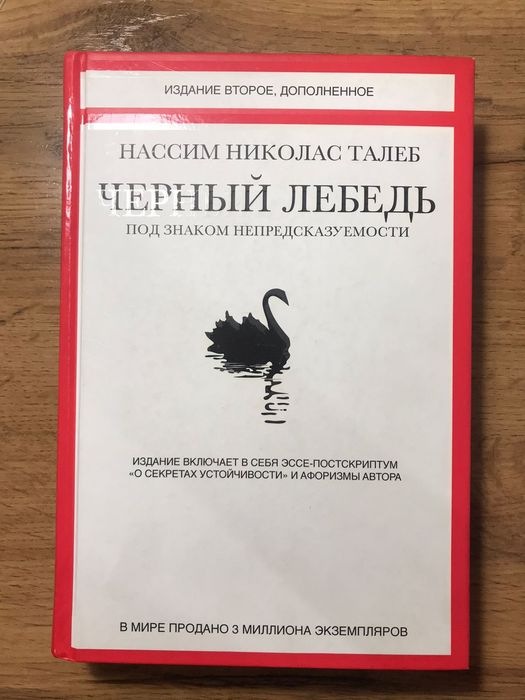 ИЗДАНИЕ ВТОРОЕ, ДОПОЛНЕННОЕ
НАССИМ НИКОЛАС ТАЛЕБ
ЧЕРНЫЙ ЛЕБЕДЬ
ПОД ЗНАКОМ НЕПРЕДСКАЗУЕМОСТИ
ИЗДАНИЕ ВКЛЮЧАЕТ В СЕБЯ ЭССЕ-ПОСТСКРИПТУМ
«О СЕКРЕТАХ УСТОЙЧИВОСТИ» И АФОРИЗМЫ АВТОРА
В МИРЕ ПРОДАНО 3 МИЛЛИОНА ЭКЗЕМПЛЯРОВ